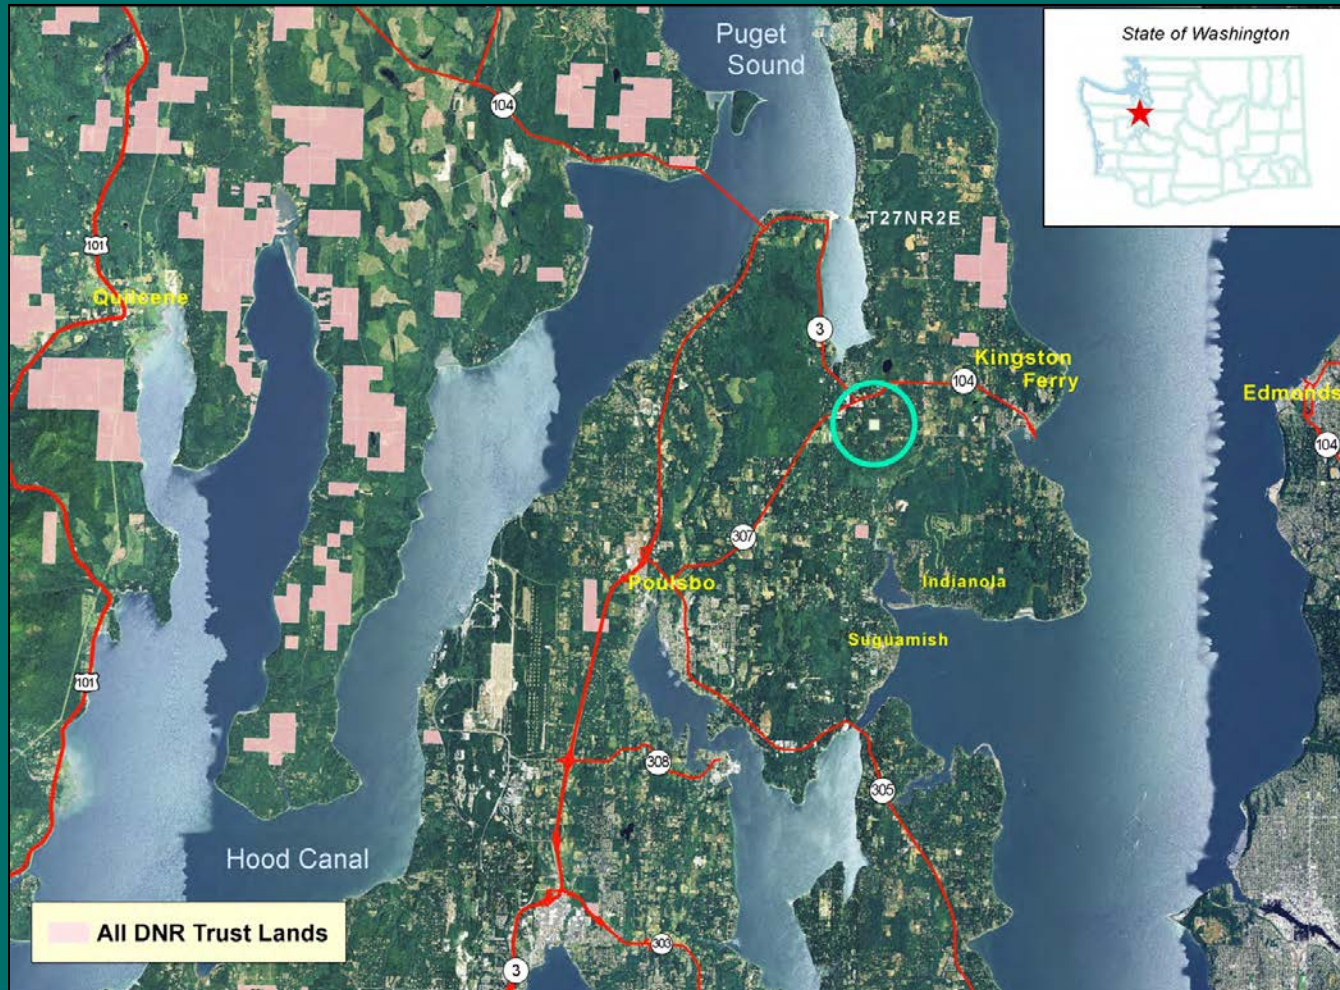 Puget
Sound
State of Washington
104
T27NR2E
101
Quilcene
3
Kingston
Ferry
104
Edmonds
104
307
Poulsbo
Indianola
Suguamish
101
308
305
Hood Canal
All DNR Trust Lands
303
3